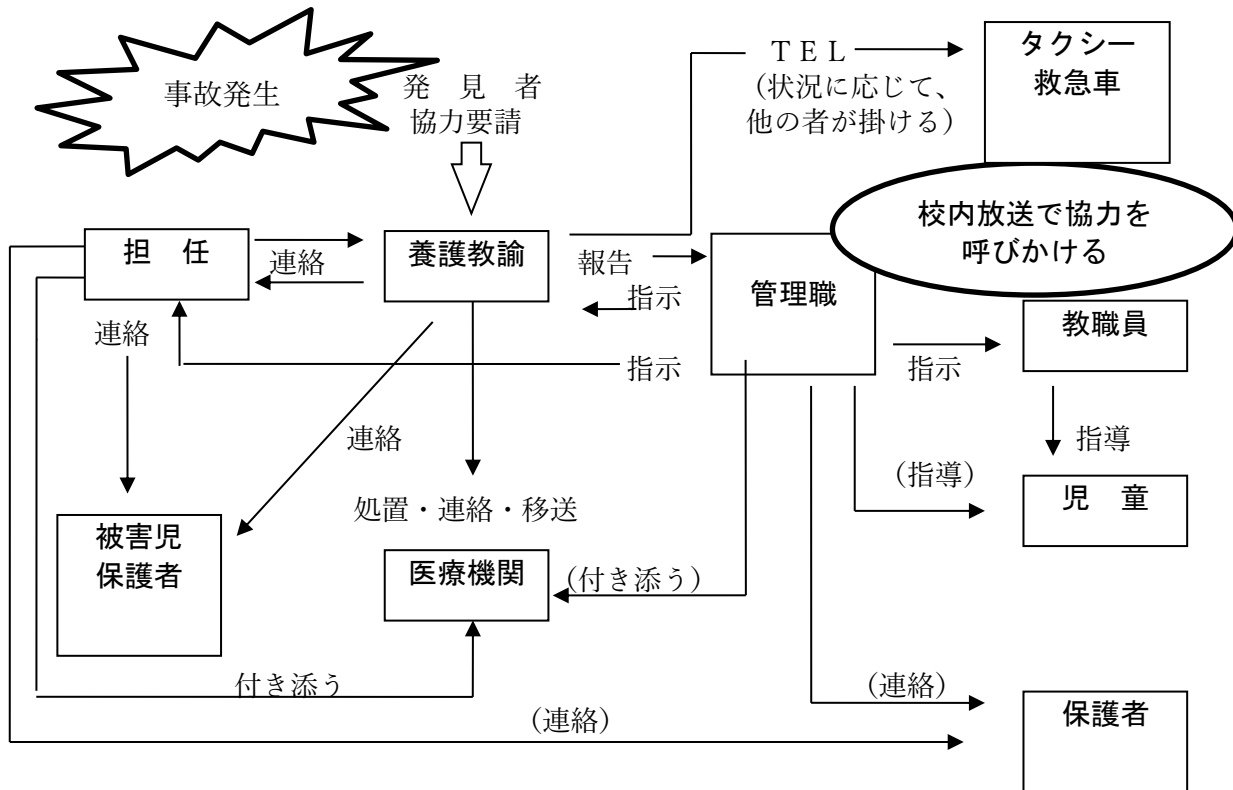 事故発生
発　見　者
協力要請
ＴＥＬ
（状況に応じて、
他の者が掛ける）
タクシー
救急車
校内放送で協力を
呼びかける
担　任
連絡
養護教諭
報告
指示
管理職
教職員
連絡
指示
指示
連絡
指導
（指導）
児　童
処置・連絡・移送
被害児
保護者
医療機関
（付き添う）
付き添う
（連絡）
保護者
（連絡）